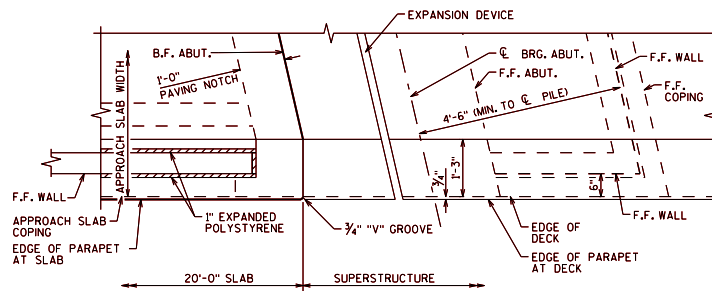 EXPANSION DEVICE
B.F. ABUT.
℄ BRG. ABUT.
F.F. ABUT.
F.F. WALL
F.F.
COPING
1'-0"
PAVING NOTCH
4'-6" (MIN. TO ℄ PILE)
APPROACH SLAB WIDTH
3/4"
1'-3"
6"
F.F. WALL
F.F. WALL
APPROACH SLAB
COPING
EDGE OF PARAPET
AT SLAB
1" EXPANDED
POLYSTYRENE
3/4" "V" GROOVE
EDGE OF
DECK
EDGE OF PARAPET
AT DECK
20'-0" SLAB
SUPERSTRUCTURE